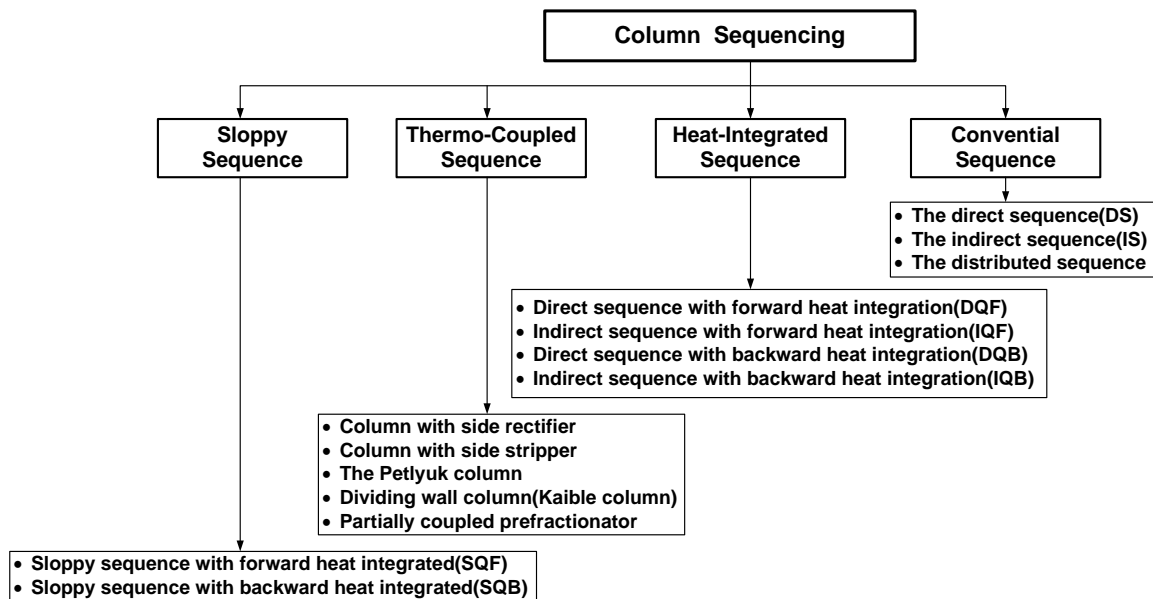 Column Sequencing
Sloppy
Sequence
Thermo-Coupled
Sequence
Heat-Integrated
Sequence
Convential
Sequence
• The direct sequence(DS)
• The indirect sequence(IS)
• The distributed sequence
• Direct sequence with forward heat integration(DQF)
• Indirect sequence with forward heat integration(IQF)
• Direct sequence with backward heat integration(DQB)
• Indirect sequence with backward heat integration(IQB)
• Column with side rectifier
• Column with side stripper
• The Petlyuk column
• Dividing wall column(Kaible column)
• Partially coupled prefractionator
• Sloppy sequence with forward heat integrated(SQF)
• Sloppy sequence with backward heat integrated(SQB)